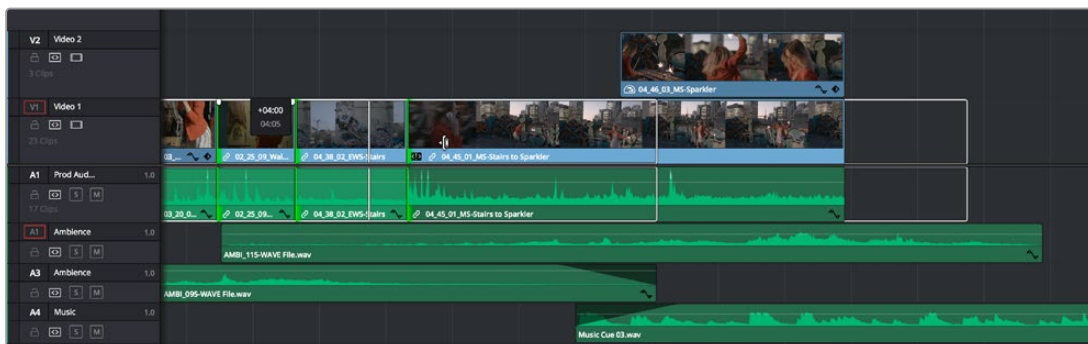 V2 Video 2
3 Clips
04_46_03_MS-Sparkler
V1 Video 1
23 Clips
+04:00
04:05
03_...
02_25_09_Wal...
04_38_02_EWS-Stairs
04_45_01_MS-Stairs to Sparkler
A1 Prod Aud... 1.0
S M
17 Clips
03_20_0...
02_25_09...
04_38_02_EWS-Stairs
04_45_01_MS-Stairs to Sparkler
A1 Ambience 1.0
S M
AMBI_115-WAVE File.wav
A3 Ambience 1.0
S M
AMBI_095-WAVE File.wav
A4 Music 1.0
S M
Music Cue 03.wav